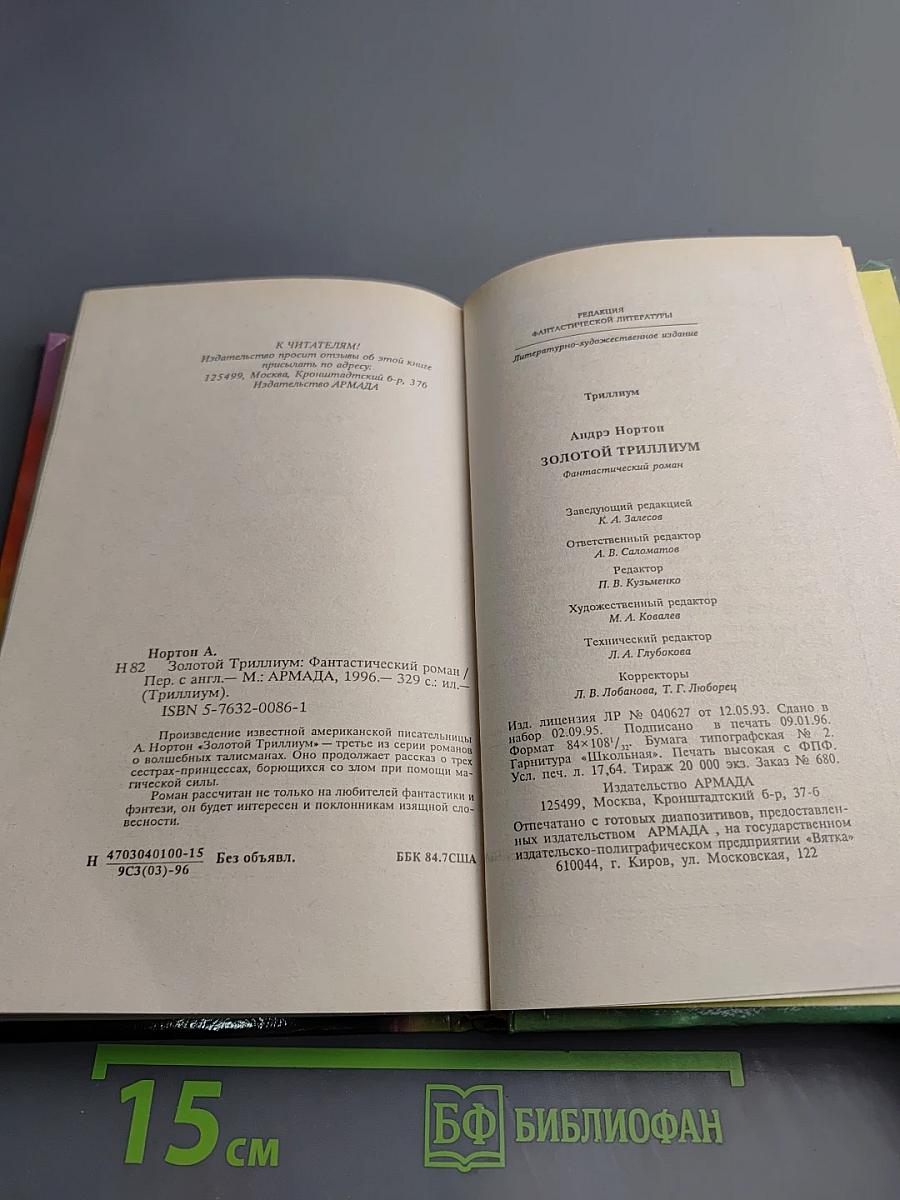 К ЧИТАТЕЛЯМ!
Издательство просит отзывы об этой книге
присылать по адресу:
125499, Москва, Кронштадтский б-р, 37б
Издательство АРМАДА
Нортон А.
Н 82 Золотой Триллиум: Фантастический роман /
Пер. с англ.— М.: АРМАДА, 1996.— 329 с.: ил.—
(Триллиум).
ISBN 5-7632-0086-1
Произведение известной американской писательницы
А. Нортон «Золотой Триллиум» — третье из серии романов
о волшебных талисманах. Оно продолжает рассказ о трех
сестрах-принцессах, борющихся со злом при помощи ма-
гической силы.
Роман рассчитан не только на любителей фантастики и
фэнтези, он будет интересен и поклонникам изящной сло-
весности.
Н 4703040100-15 Без объявл. ББК 84.7США
9С3(03)-96
РЕДАКЦИЯ
ФАНТАСТИЧЕСКОЙ ЛИТЕРАТУРЫ
Литературно-художественное издание
Триллиум
Андрэ Нортон
ЗОЛОТОЙ ТРИЛЛИУМ
Фантастический роман
Заведующий редакцией
К. А. Залесов
Ответственный редактор
А. В. Саломатов
Редактор
П. В. Кузьменко
Художественный редактор
М. А. Ковалев
Технический редактор
Л. А. Глубокова
Корректоры
Л. В. Лобанова, Т. Г. Люборец
Изд. лицензия ЛР № 040627 от 12.05.93. Сдано в
набор 02.09.95. Подписано в печать 09.01.96.
Формат 84×108 1/32. Бумага типографская № 2.
Гарнитура «Школьная». Печать высокая с ФПФ.
Усл. печ. л. 17,64. Тираж 20 000 экз. Заказ № 680.
Издательство АРМАДА
125499, Москва, Кронштадтский б-р, 37-б
Отпечатано с готовых диапозитивов, предоставлен-
ных издательством АРМАДА , на государственном
издательско-полиграфическом предприятии «Вятка»
610044, г. Киров, ул. Московская, 122
15 см
БФ БИБЛИОФАН